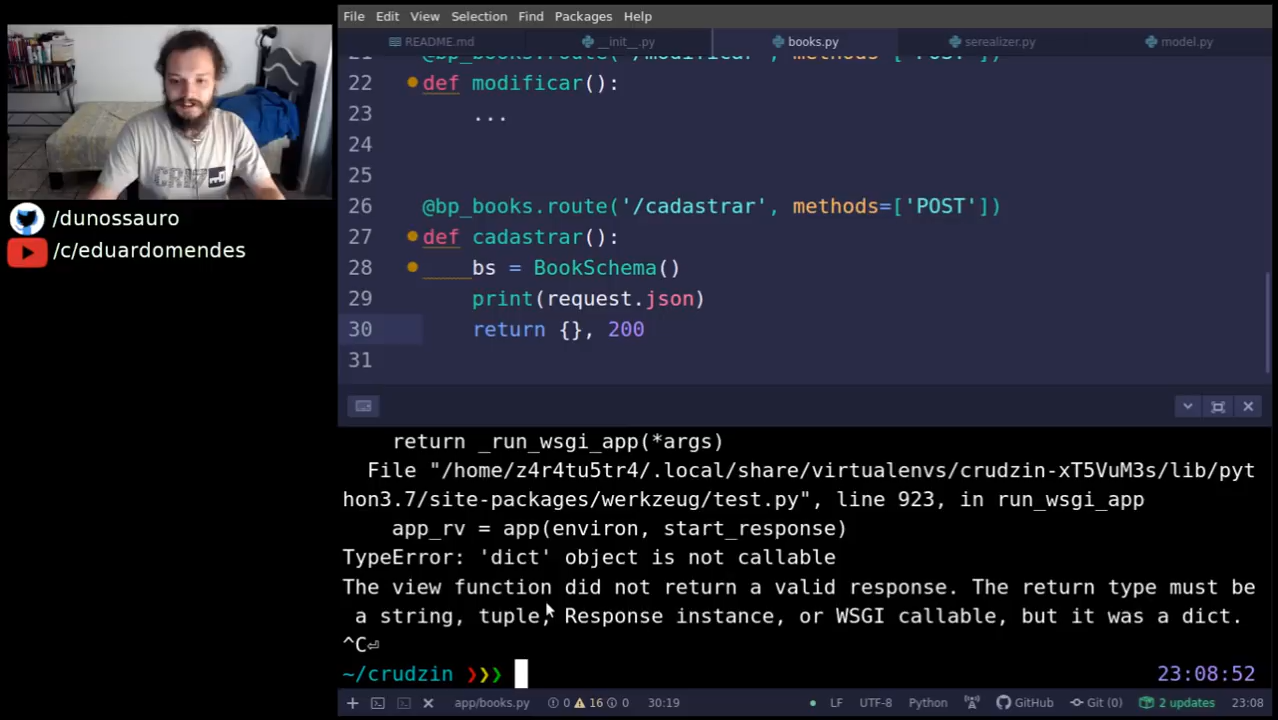 File Edit View Selection Find Packages Help
README.md __init__.py books.py serealizer.py model.py
21 @bp_books.route('/modificar', methods=['POST'])
22 def modificar():
23 ...
24
25
26 @bp_books.route('/cadastrar', methods=['POST'])
27 def cadastrar():
28 bs = BookSchema()
29 print(request.json)
30 return {}, 200
31
/dunossauro
/c/eduardomendes
return _run_wsgi_app(*args)
File "/home/z4r4tu5tr4/.local/share/virtualenvs/crudzin-xT5VuM3s/lib/pyt
hon3.7/site-packages/werkzeug/test.py", line 923, in run_wsgi_app
app_rv = app(environ, start_response)
TypeError: 'dict' object is not callable
The view function did not return a valid response. The return type must be
a string, tuple, Response instance, or WSGI callable, but it was a dict.
^C⏎
~/crudzin ❯❯❯ 23:08:52
app/books.py 0 16 0 30:19 LF UTF-8 Python GitHub Git (0) 2 updates 23:08